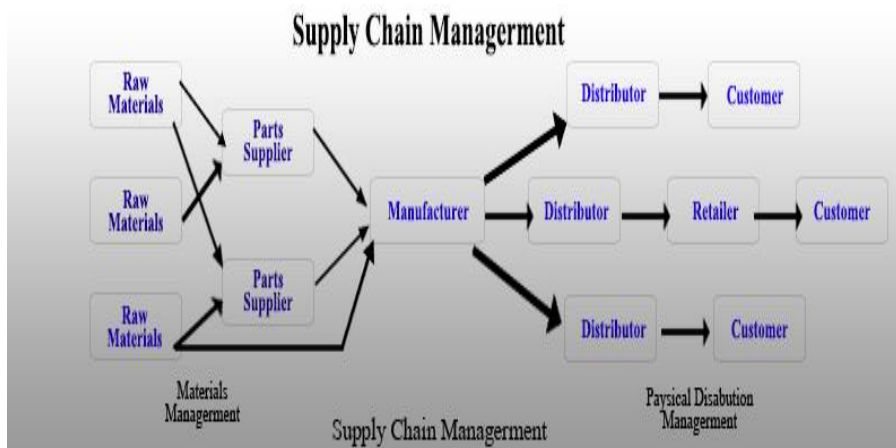 Supply Chain Managerment
Raw
Materials
Parts
Supplier
Distributor
Customer
Raw
Materials
Manufacturer
Distributor
Retailer
Customer
Parts
Supplier
Raw
Materials
Distributor
Customer
Materials
Management
Supply Chain Management
Paysical Disabution
Management